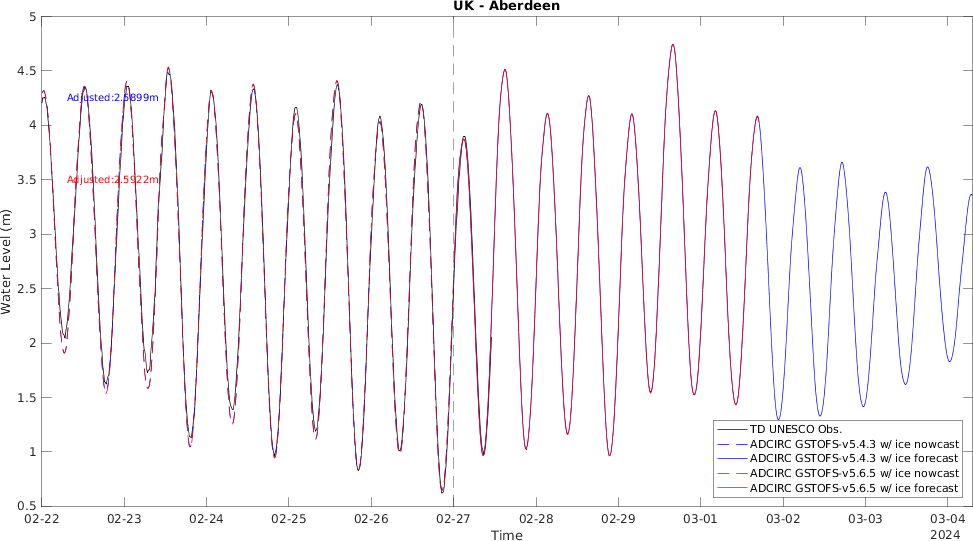 UK - Aberdeen
5
4.5
4
3.5
3
2.5
2
1.5
1
0.5
Water Level (m)
Adjusted:2.5899m
Adjusted:2.5922m
TD UNESCO Obs.
ADCIRC GSTOFS-v5.4.3 w/ ice nowcast
ADCIRC GSTOFS-v5.4.3 w/ ice forecast
ADCIRC GSTOFS-v5.6.5 w/ ice nowcast
ADCIRC GSTOFS-v5.6.5 w/ ice forecast
02-22 02-23 02-24 02-25 02-26 02-27 02-28 02-29 03-01 03-02 03-03 03-04
2024
Time